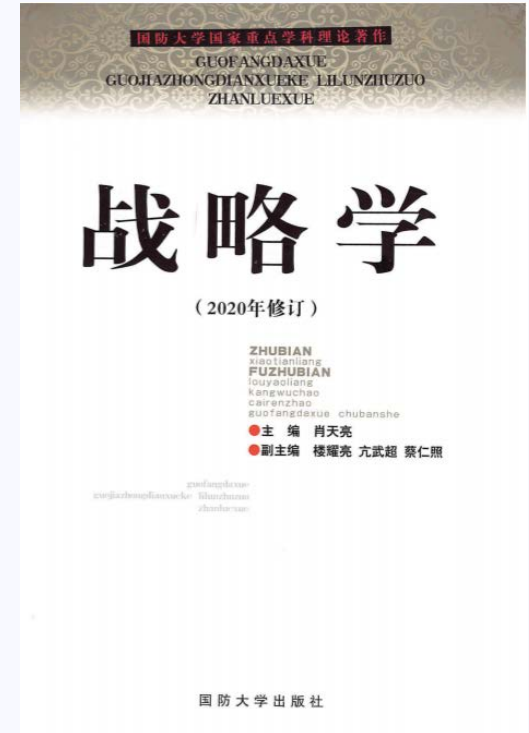 国防大学国家重点学科理论著作
GUOFANGDAXUE
GUOJIAZHONGDIANXUEKE LILUNZHUZUO
ZHANLUEXUE
战略学
(2020年修订)
ZHUBIAN
xiaotianliang
FUZHUBIAN
louyaoliang
kangwuchao
cairenzhao
guofangdaxue chubanshe
●主 编 肖天亮
●副主编 楼耀亮 亢武超 蔡仁照
guojiazhongdianxueke lilunzhuzuo
国防大学出版社